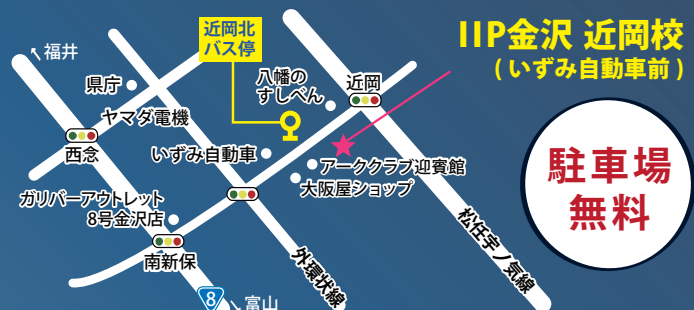 IIP金沢 近岡校
(いずみ自動車前)
駐車場
無料
近岡北
バス停
↖福井
県庁
ヤマダ電機
西念
八幡の
すしべん
近岡
いずみ自動車
アーククラブ迎賓館
大阪屋ショップ
ガリバーアウトレット
8号金沢店
南新保
外環状線
松任宇ノ気線
8
↘富山